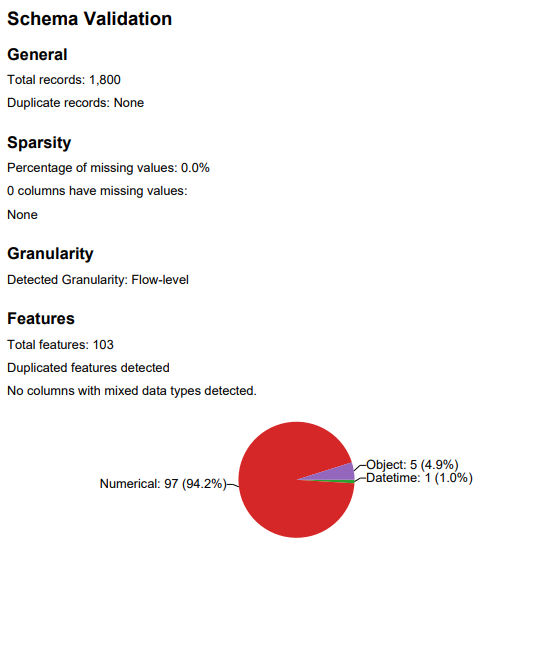 Schema Validation
General
Total records: 1,800
Duplicate records: None
Sparsity
Percentage of missing values: 0.0%
0 columns have missing values:
None
Granularity
Detected Granularity: Flow-level
Features
Total features: 103
Duplicated features detected
No columns with mixed data types detected.
Object: 5 (4.9%)
Datetime: 1 (1.0%)
Numerical: 97 (94.2%)